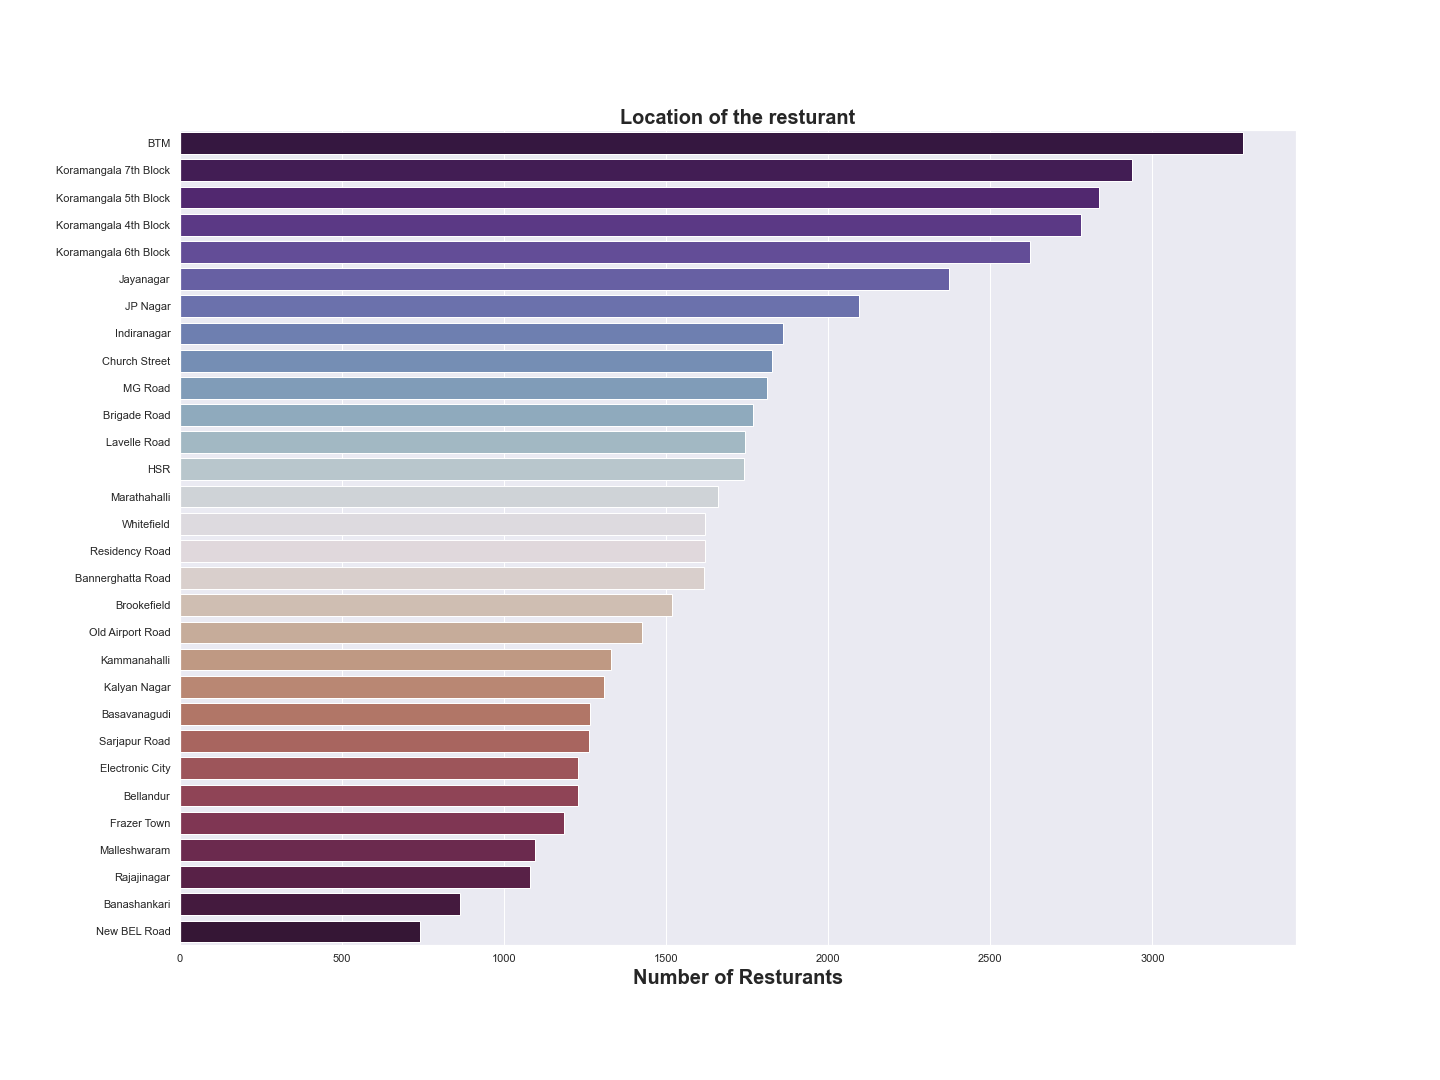 Location of the resturant
BTM
Koramangala 7th Block
Koramangala 5th Block
Koramangala 4th Block
Koramangala 6th Block
Jayanagar
JP Nagar
Indiranagar
Church Street
MG Road
Brigade Road
Lavelle Road
HSR
Marathahalli
Whitefield
Residency Road
Bannerghatta Road
Brookefield
Old Airport Road
Kammanahalli
Kalyan Nagar
Basavanagudi
Sarjapur Road
Electronic City
Bellandur
Frazer Town
Malleshwaram
Rajajinagar
Banashankari
New BEL Road
0 500 1000 1500 2000 2500 3000
Number of Resturants